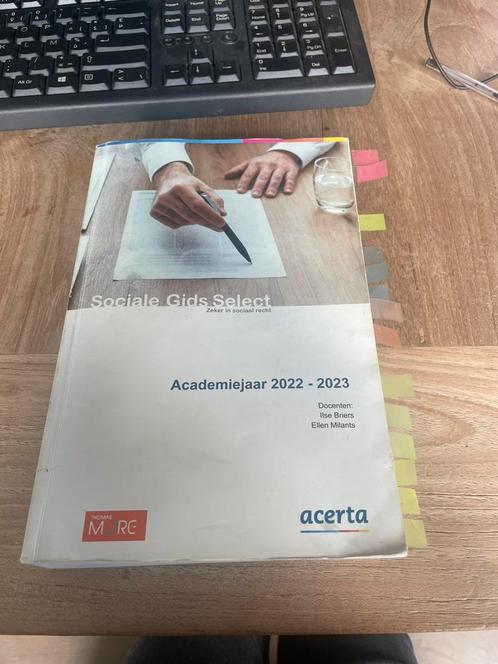 Sociale Gids Select
Zeker in sociaal recht
Academiejaar 2022 - 2023
Docenten:
Ilse Briers
Ellen Milants
THOMAS
MORE
acerta